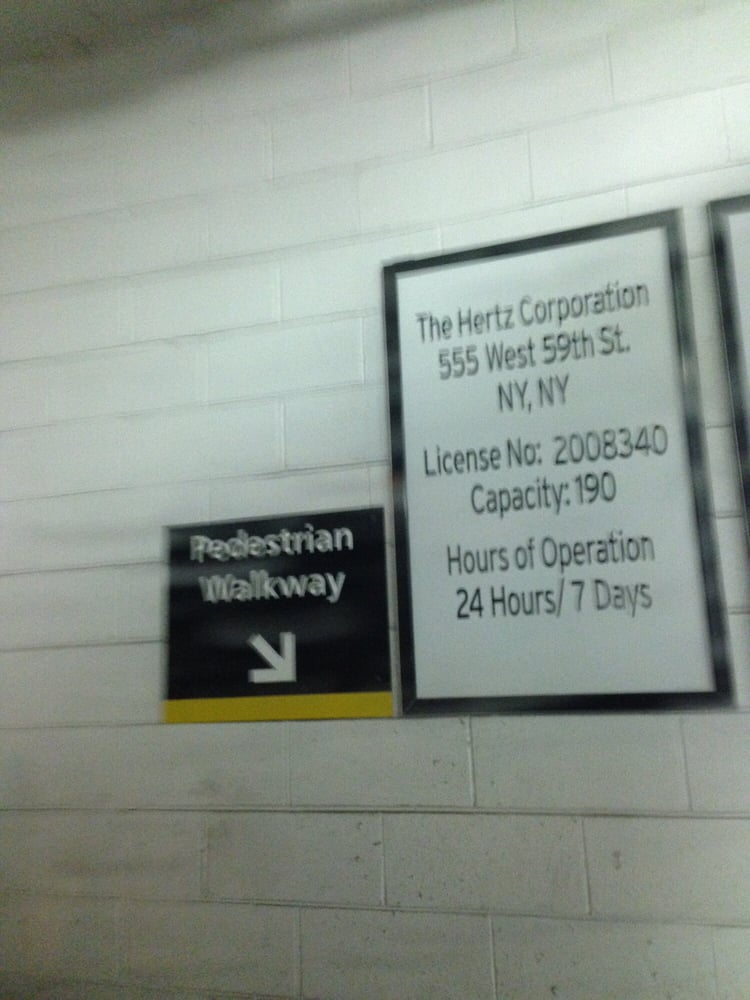 The Hertz Corporation
555 West 59th St.
NY, NY
License No: 2008340
Capacity: 190
Hours of Operation
24 Hours/ 7 Days
Pedestrian
Walkway